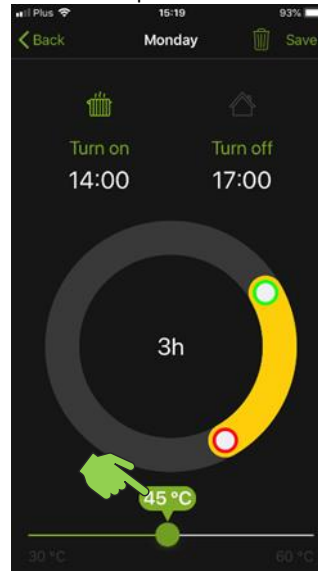 Plus 15:19 93%
Back Monday Save
Turn on Turn off
14:00 17:00
3h
45 °C
30 °C 60 °C